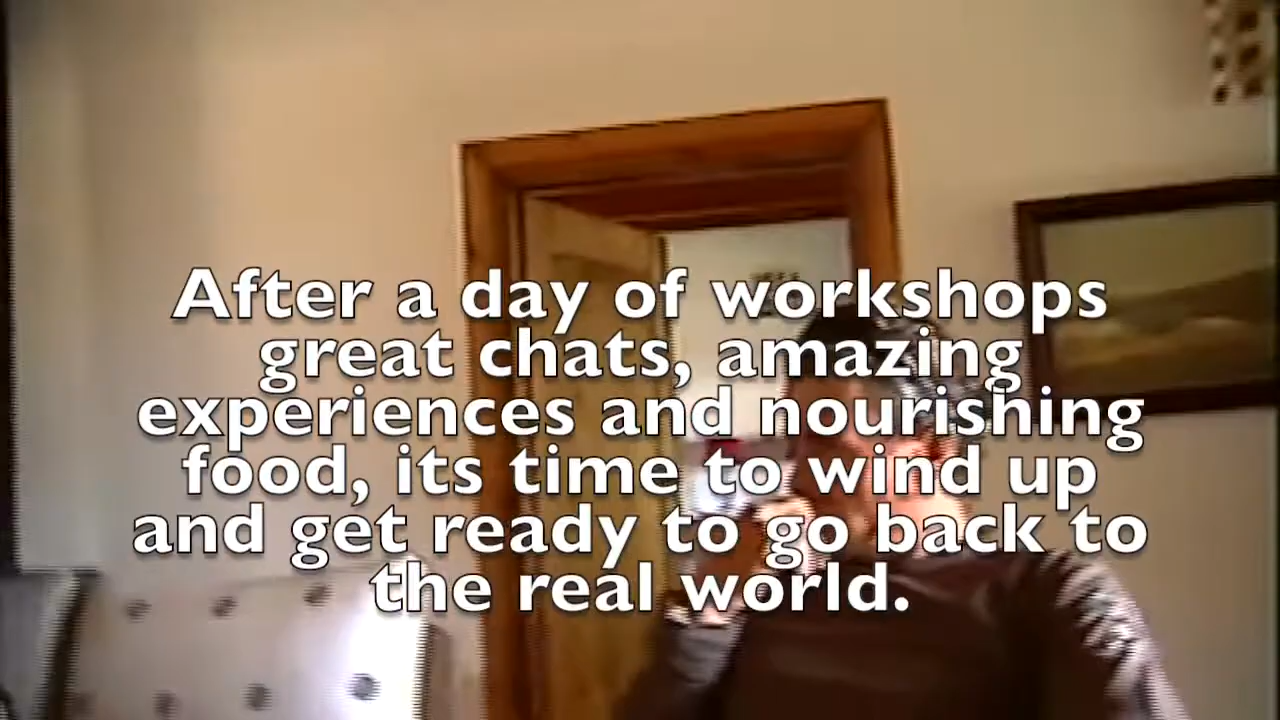 After a day of workshops
great chats, amazing
experiences and nourishing
food, its time to wind up
and get ready to go back to
the real world.